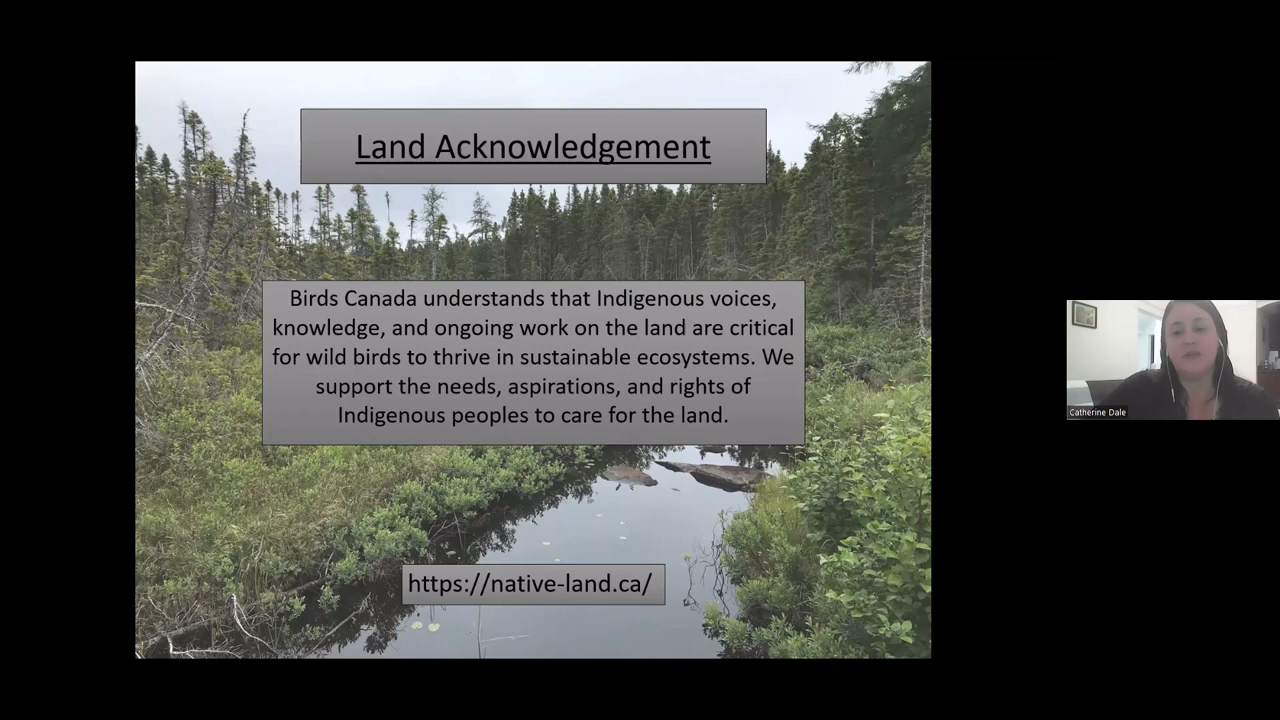 Land Acknowledgement
Birds Canada understands that Indigenous voices,
knowledge, and ongoing work on the land are critical
for wild birds to thrive in sustainable ecosystems. We
support the needs, aspirations, and rights of
Indigenous peoples to care for the land.
https://native-land.ca/
Catherine Dale